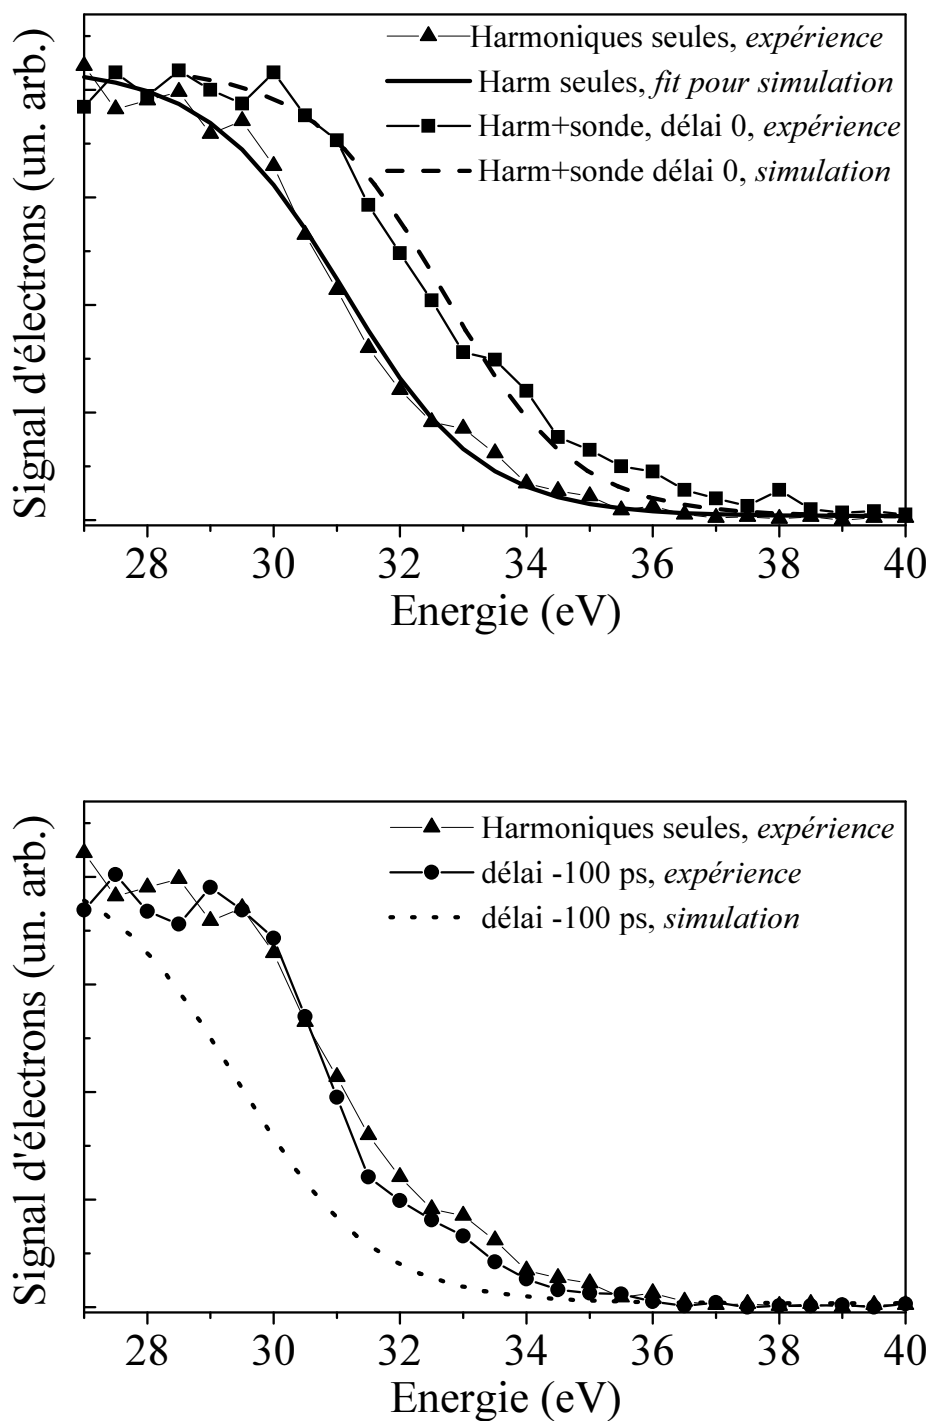 Harmoniques seules, expérience
Harm seules, fit pour simulation
Harm+sonde, délai 0, expérience
Harm+sonde délai 0, simulation
Signal d'électrons (un. arb.)
28 30 32 34 36 38 40
Energie (eV)
Harmoniques seules, expérience
délai -100 ps, expérience
délai -100 ps, simulation
Signal d'électrons (un. arb.)
28 30 32 34 36 38 40
Energie (eV)